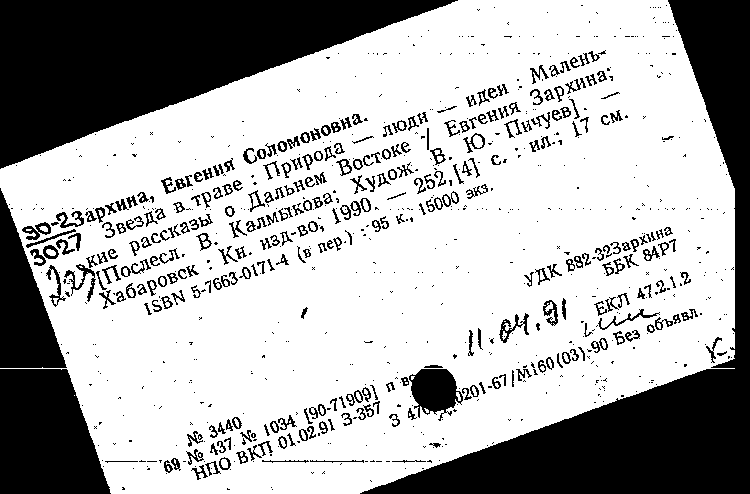 90-2
3027
Зархина, Евгения Соломоновна.
Звезда в траве : Природа — люди — идеи : Малень-
кие рассказы о Дальнем Востоке / Евгения Зархина;
[Послесл. В. Калмыкова; Худож. В. Ю. Пичуев]. —
Хабаровск : Кн. изд-во, 1990. — 252, [4] с. : ил.; 17 см.
ISBN 5-7663-0171-4 (в пер.) : 95 к., 15000 экз.
УДК 882-32Зархина
ББК 84Р7
11.04.91
ЕКЛ 47.2.1.2
№ 3440
69 № 437 № 1034 [90-71909] п
З 0201-67/М160(03)-90 Без объявл.
НПО ВКП 01.02.91 З-357